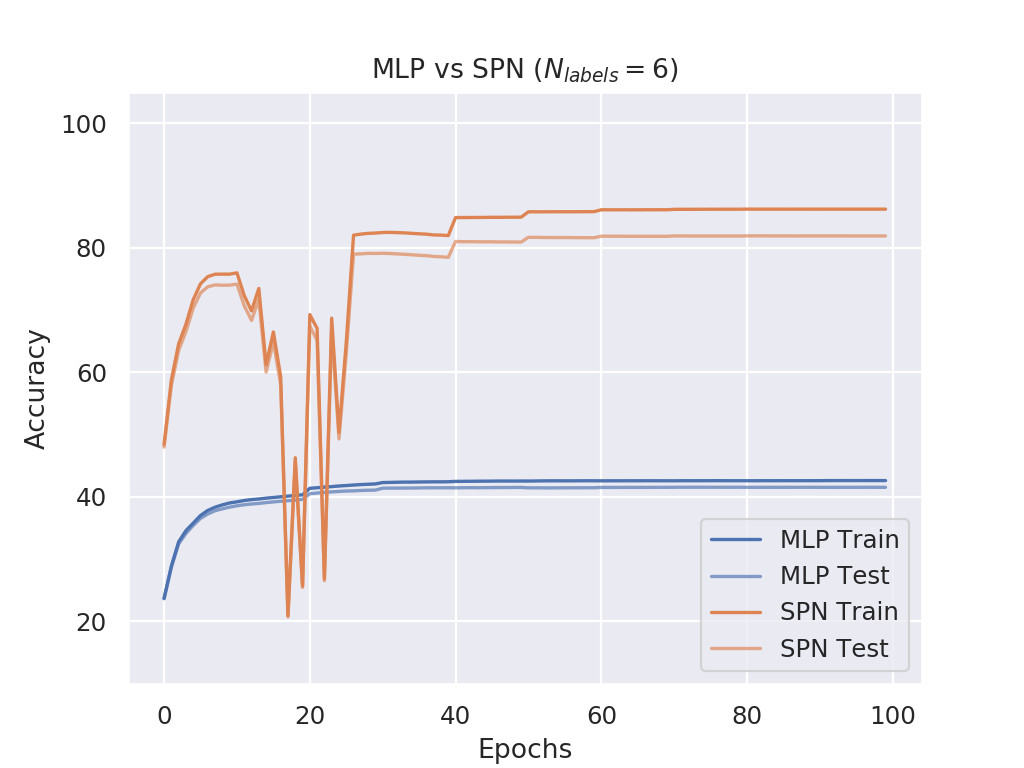 MLP vs SPN (N_labels = 6)
100
80
60
40
20
Accuracy
MLP Train
MLP Test
SPN Train
SPN Test
0 20 40 60 80 100
Epochs